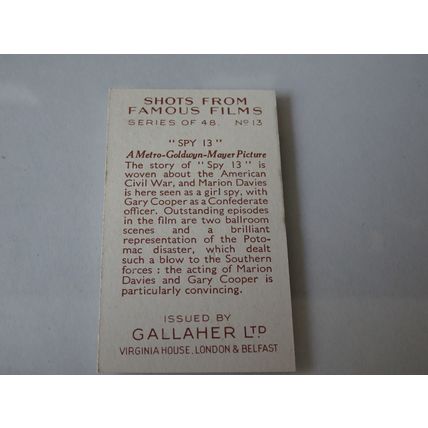 SHOTS FROM
FAMOUS FILMS
SERIES OF 48. No 13
"SPY 13"
A Metro-Goldwyn-Mayer Picture
The story of "Spy 13" is
woven about the American
Civil War, and Marion Davies
is here seen as a girl spy, with
Gary Cooper as a Confederate
officer. Outstanding episodes
in the film are two ballroom
scenes and a brilliant
representation of the Poto-
mac disaster, which dealt
such a blow to the Southern
forces : the acting of Marion
Davies and Gary Cooper is
particularly convincing.
ISSUED BY
GALLAHER LTD
VIRGINIA HOUSE, LONDON & BELFAST